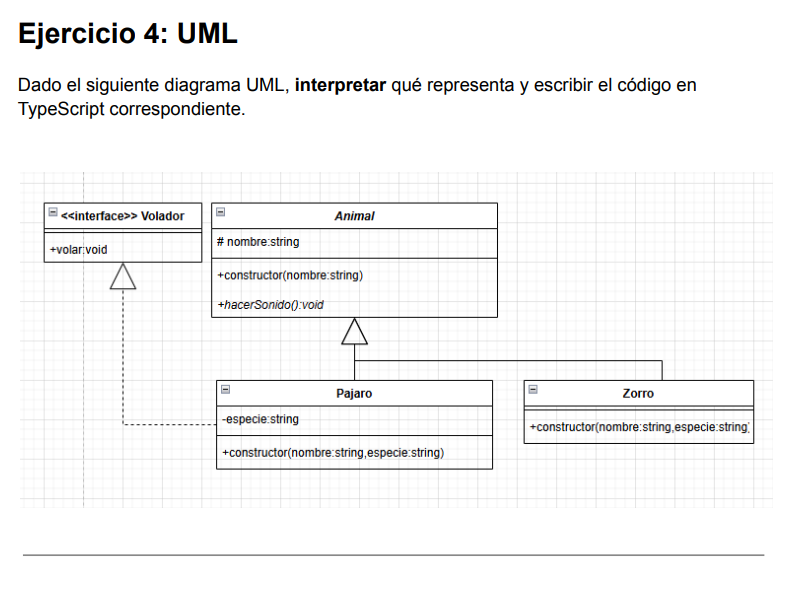 Ejercicio 4: UML
Dado el siguiente diagrama UML, interpretar qué representa y escribir el código en
TypeScript correspondiente.
<<interface>> Volador
+volar:void
Animal
# nombre:string
+constructor(nombre:string)
+hacerSonido():void
Pajaro
-especie:string
+constructor(nombre:string,especie:string)
Zorro
+constructor(nombre:string,especie:string